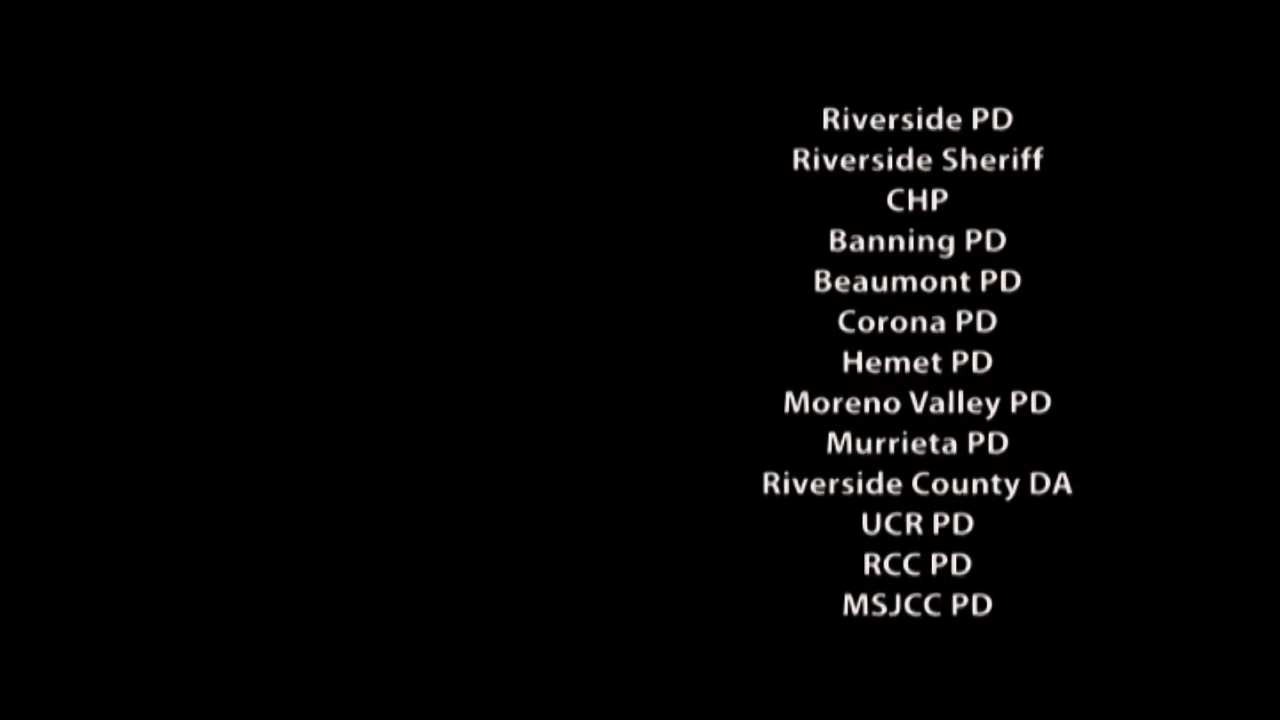 Riverside PD
Riverside Sheriff
CHP
Banning PD
Beaumont PD
Corona PD
Hemet PD
Moreno Valley PD
Murrieta PD
Riverside County DA
UCR PD
RCC PD
MSJCC PD